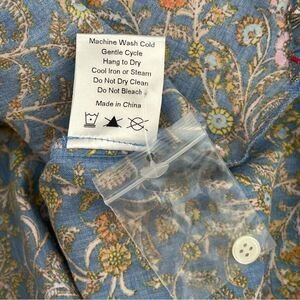 Machine Wash Cold
Gentle Cycle
Hang to Dry
Cool Iron or Steam
Do Not Dry Clean
Do Not Bleach
Made in China